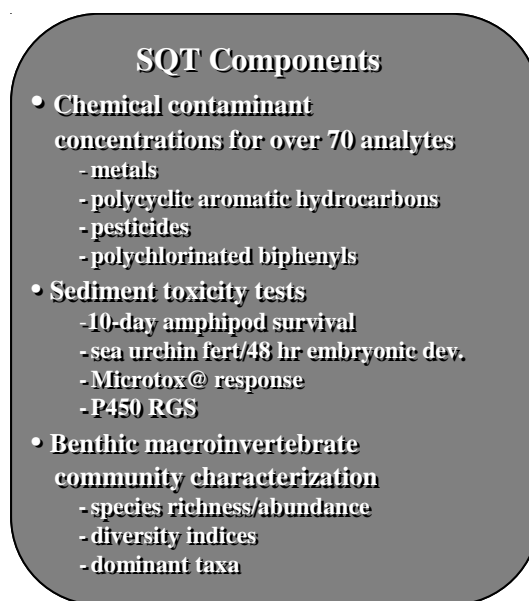 SQT Components
• Chemical contaminant
concentrations for over 70 analytes
- metals
- polycyclic aromatic hydrocarbons
- pesticides
- polychlorinated biphenyls
• Sediment toxicity tests
-10-day amphipod survival
- sea urchin fert/48 hr embryonic dev.
- Microtox@ response
- P450 RGS
• Benthic macroinvertebrate
community characterization
- species richness/abundance
- diversity indices
- dominant taxa